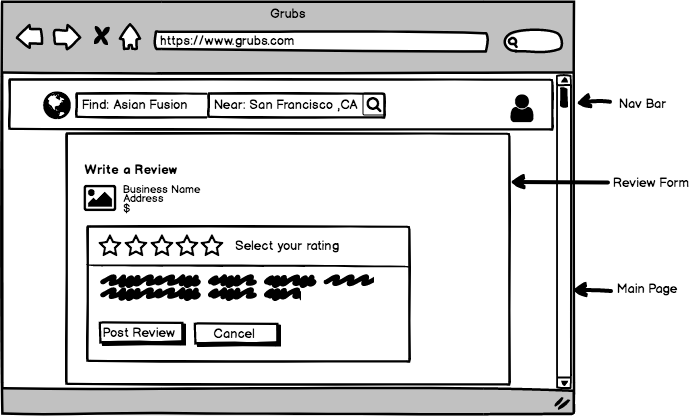 Grubs
https://www.grubs.com
Find: Asian Fusion
Near: San Francisco ,CA
Nav Bar
Write a Review
Business Name
Address
$
Review Form
Select your rating
Main Page
Post Review
Cancel